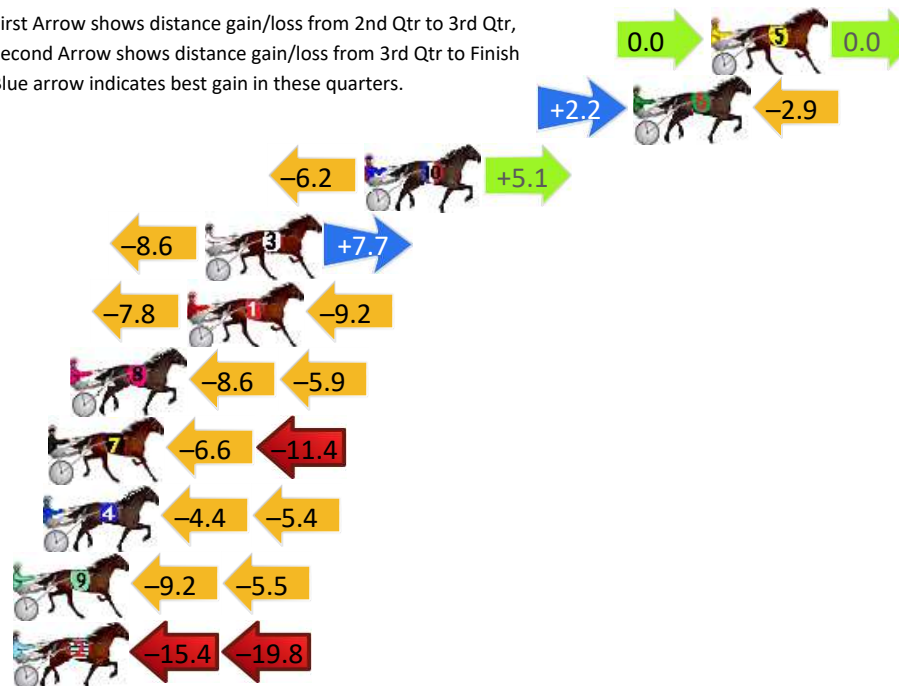 irst Arrow shows distance gain/loss from 2nd Qtr to 3rd Qtr,
econd Arrow shows distance gain/loss from 3rd Qtr to Finish
Blue arrow indicates best gain in these quarters.
0.0 5 0.0
+2.2 6 –2.9
–6.2 10 +5.1
–8.6 3 +7.7
–7.8 1 –9.2
8 –8.6 –5.9
7 –6.6 –11.4
4 –4.4 –5.4
9 –9.2 –5.5
2 –15.4 –19.8